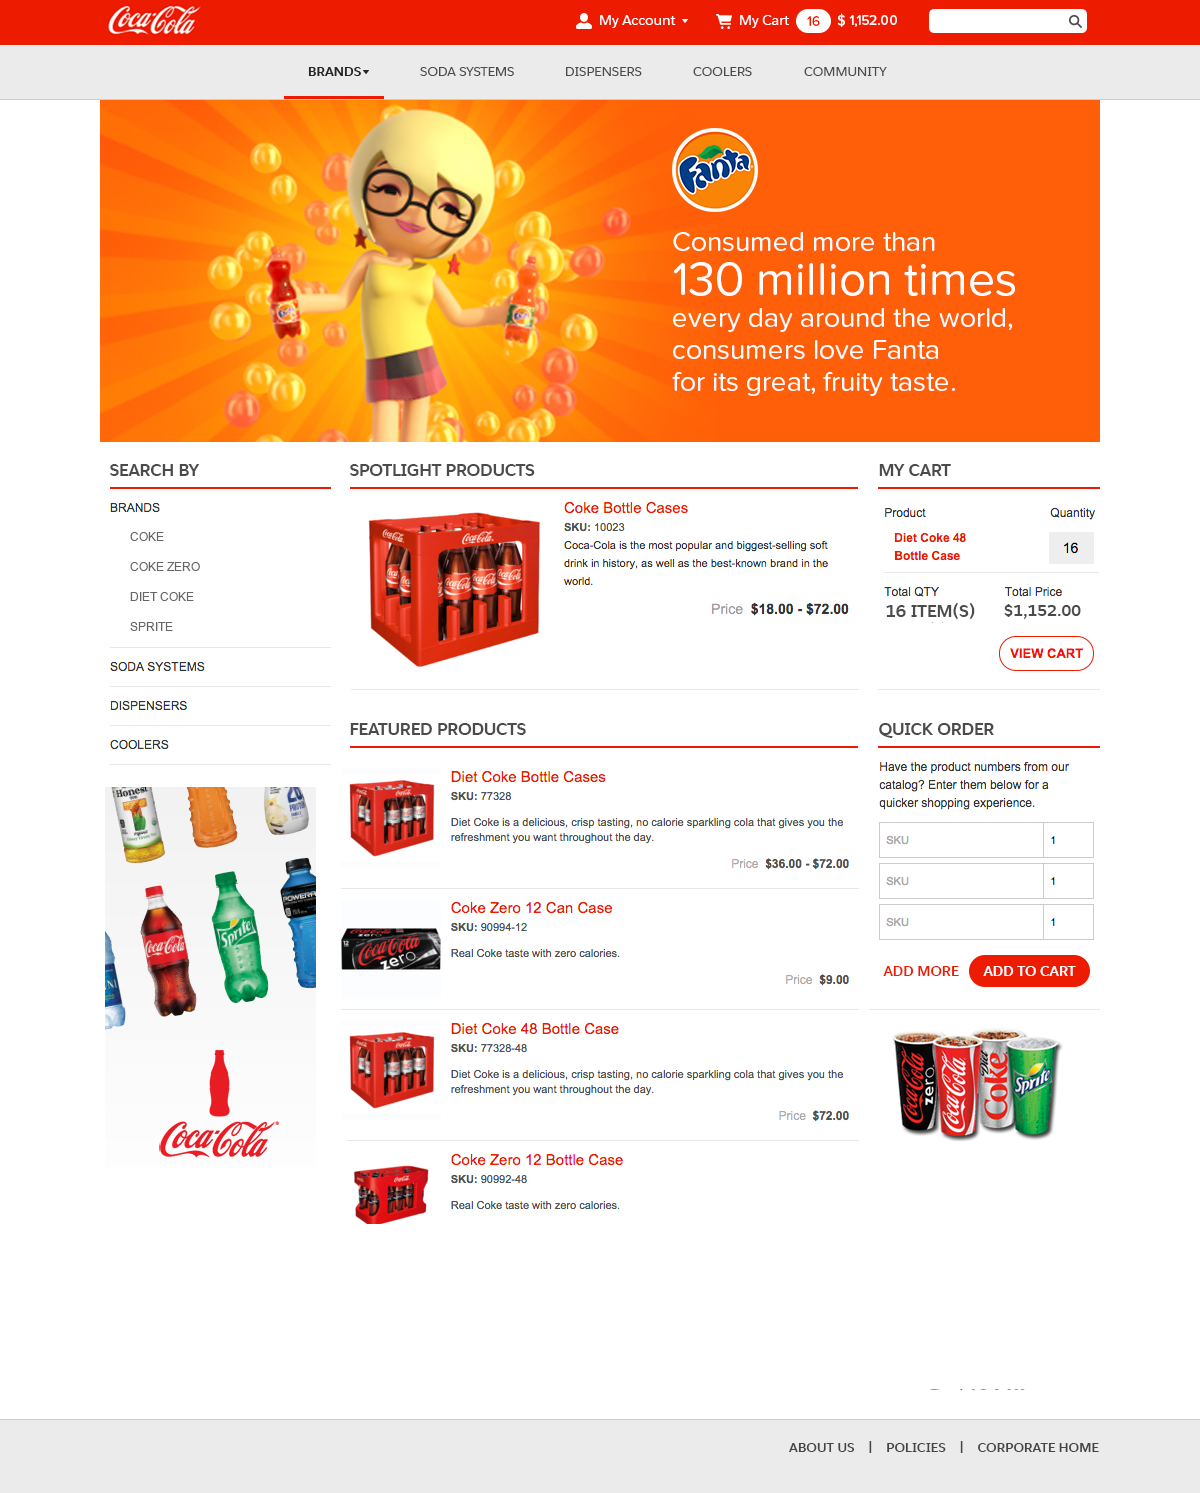 Coca-Cola
My Account
My Cart 16 $ 1,152.00
BRANDS
SODA SYSTEMS
DISPENSERS
COOLERS
COMMUNITY
Fanta
Consumed more than
130 million times
every day around the world,
consumers love Fanta
for its great, fruity taste.
SEARCH BY
BRANDS
COKE
COKE ZERO
DIET COKE
SPRITE
SODA SYSTEMS
DISPENSERS
COOLERS
Honest
POWER
Coca-Cola
Sprite
Coca-Cola
SPOTLIGHT PRODUCTS
Coca-Cola
Coca-Cola
Coke Bottle Cases
SKU: 10023
Coca-Cola is the most popular and biggest-selling soft
drink in history, as well as the best-known brand in the
world.
Price $18.00 - $72.00
FEATURED PRODUCTS
Diet Coke Bottle Cases
SKU: 77328
Diet Coke is a delicious, crisp tasting, no calorie sparkling cola that gives you the
refreshment you want throughout the day.
Price $36.00 - $72.00
Coca-Cola
zero
12
Coke Zero 12 Can Case
SKU: 90994-12
Real Coke taste with zero calories.
Price $9.00
Diet Coke 48 Bottle Case
SKU: 77328-48
Diet Coke is a delicious, crisp tasting, no calorie sparkling cola that gives you the
refreshment you want throughout the day.
Price $72.00
Coke Zero 12 Bottle Case
SKU: 90992-48
Real Coke taste with zero calories.
MY CART
Product Quantity
Diet Coke 48
Bottle Case
16
Total QTY Total Price
16 ITEM(S) $1,152.00
VIEW CART
QUICK ORDER
Have the product numbers from our
catalog? Enter them below for a
quicker shopping experience.
SKU 1
SKU 1
SKU 1
ADD MORE ADD TO CART
Coca-Cola zero
Coca-Cola
Diet Coke
Sprite
ABOUT US | POLICIES | CORPORATE HOME